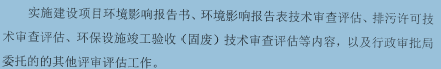 实施建设项目环境影响报告书、环境影响报告表技术审查评估、排污许可技
术审查评估、环保设施竣工验收（固废）技术审查评估等内容，以及行政审批局
委托的的其他评审评估工作。